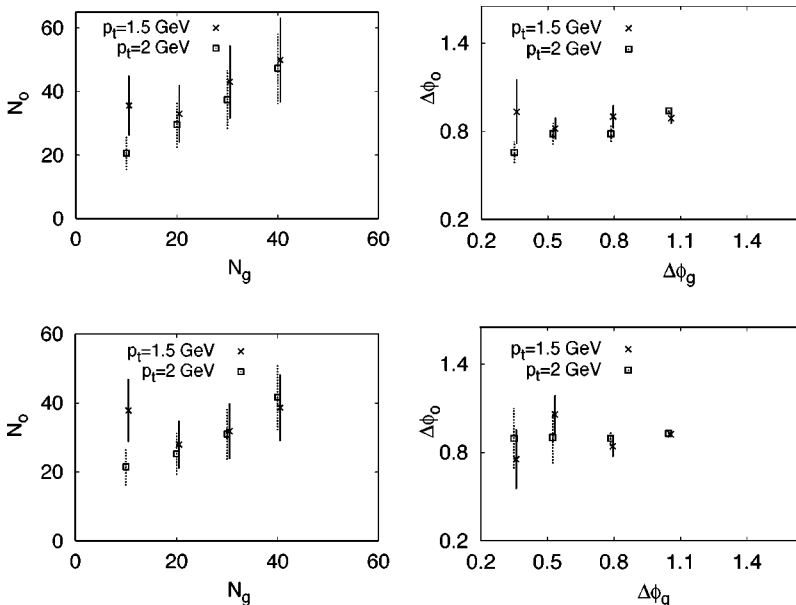 60
40
20
0
0
20
40
60
N_o
N_g
p_t=1.5 GeV
p_t=2 GeV
1.4
0.8
0.2
0.2
0.5
0.8
1.1
1.4
Δϕ_o
Δϕ_g
p_t=1.5 GeV
p_t=2 GeV
60
40
20
0
0
20
40
60
N_o
N_g
p_t=1.5 GeV
p_t=2 GeV
1.4
0.8
0.2
0.2
0.5
0.8
1.1
1.4
Δϕ_o
Δϕ_g
p_t=1.5 GeV
p_t=2 GeV